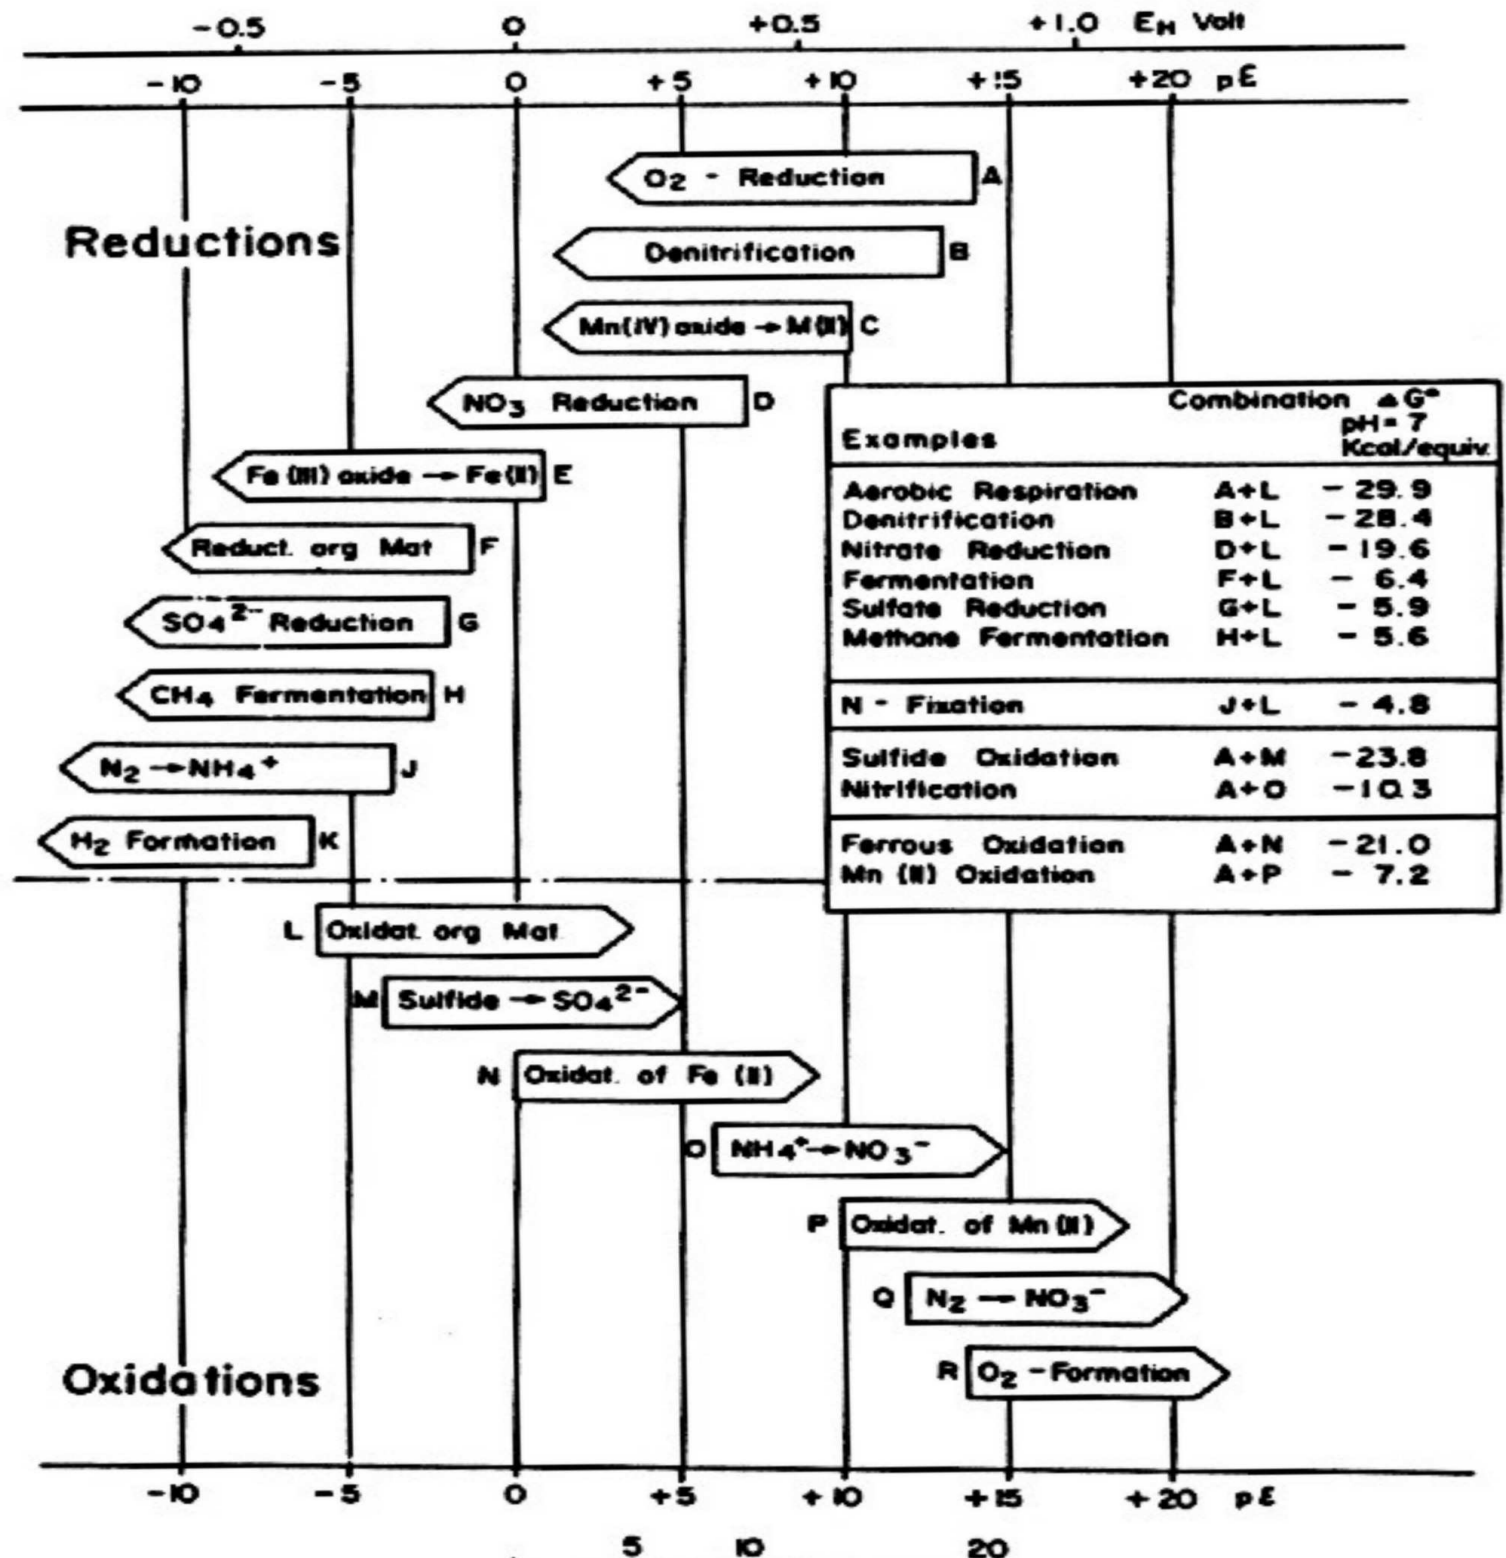 -0.5 0 +0.5 +1.0 EH Volt
-10 -5 0 +5 +10 +15 +20 pE
O2 - Reduction A
Reductions
Denitrification B
Mn(IV) oxide → M(II) C
NO3 Reduction D
Fe (III) oxide → Fe(II) E
Reduct. org Mat F
SO4 2- Reduction G
CH4 Fermentation H
N2 → NH4+ J
H2 Formation K
Combination ΔG°
pH = 7
Examples Kcal/equiv.
Aerobic Respiration A+L - 29.9
Denitrification B+L - 28.4
Nitrate Reduction D+L - 19.6
Fermentation F+L - 6.4
Sulfate Reduction G+L - 5.9
Methane Fermentation H+L - 5.6
N - Fixation J+L - 4.8
Sulfide Oxidation A+M -23.8
Nitrification A+O -10.3
Ferrous Oxidation A+N -21.0
Mn (II) Oxidation A+P - 7.2
L Oxidat. org Mat
M Sulfide → SO4 2-
N Oxidat. of Fe (II)
O NH4+ → NO3-
P Oxidat. of Mn (II)
Q N2 → NO3-
R O2 - Formation
Oxidations
-10 -5 0 +5 +10 +15 +20 pE
5 10 20